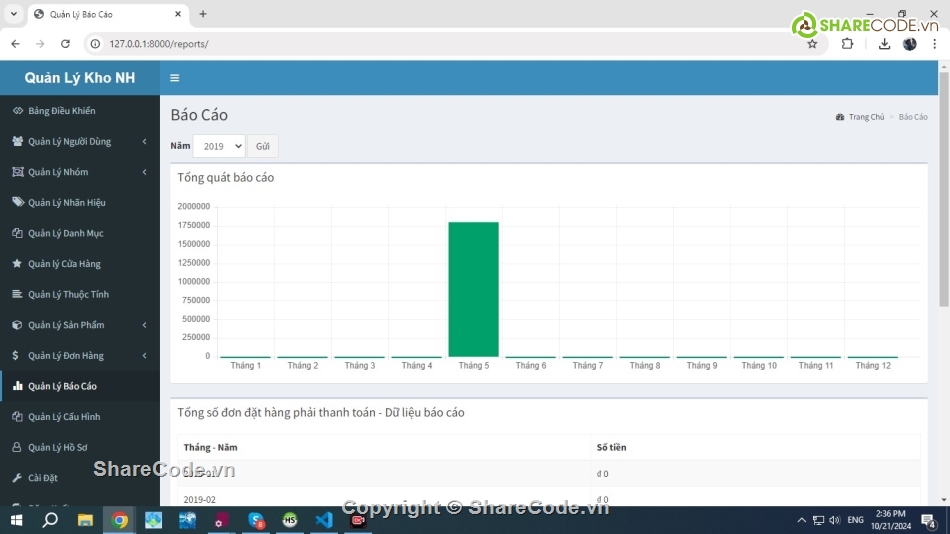 Quản Lý Báo Cáo
SHARECODE.vn
127.0.0.1:8000/reports/
Quản Lý Kho NH
Bảng Điều Khiển
Quản Lý Người Dùng
Quản Lý Nhóm
Quản Lý Nhãn Hiệu
Quản Lý Danh Mục
Quản lý Cửa Hàng
Quản Lý Thuộc Tính
Quản Lý Sản Phẩm
Quản Lý Đơn Hàng
Quản Lý Báo Cáo
Quản Lý Cấu Hình
Quản Lý Hồ Sơ
Cài Đặt
Báo Cáo
Trang Chủ > Báo Cáo
Năm 2019 Gửi
Tổng quát báo cáo
2000000
1750000
1500000
1250000
1000000
750000
500000
250000
0
Tháng 1 Tháng 2 Tháng 3 Tháng 4 Tháng 5 Tháng 6 Tháng 7 Tháng 8 Tháng 9 Tháng 10 Tháng 11 Tháng 12
Tổng số đơn đặt hàng phải thanh toán - Dữ liệu báo cáo
Tháng - Năm Số tiền
2019-01 ₫ 0
2019-02 ₫ 0
ShareCode.vn
Copyright © ShareCode.vn
ENG
2:36 PM
10/21/2024
4